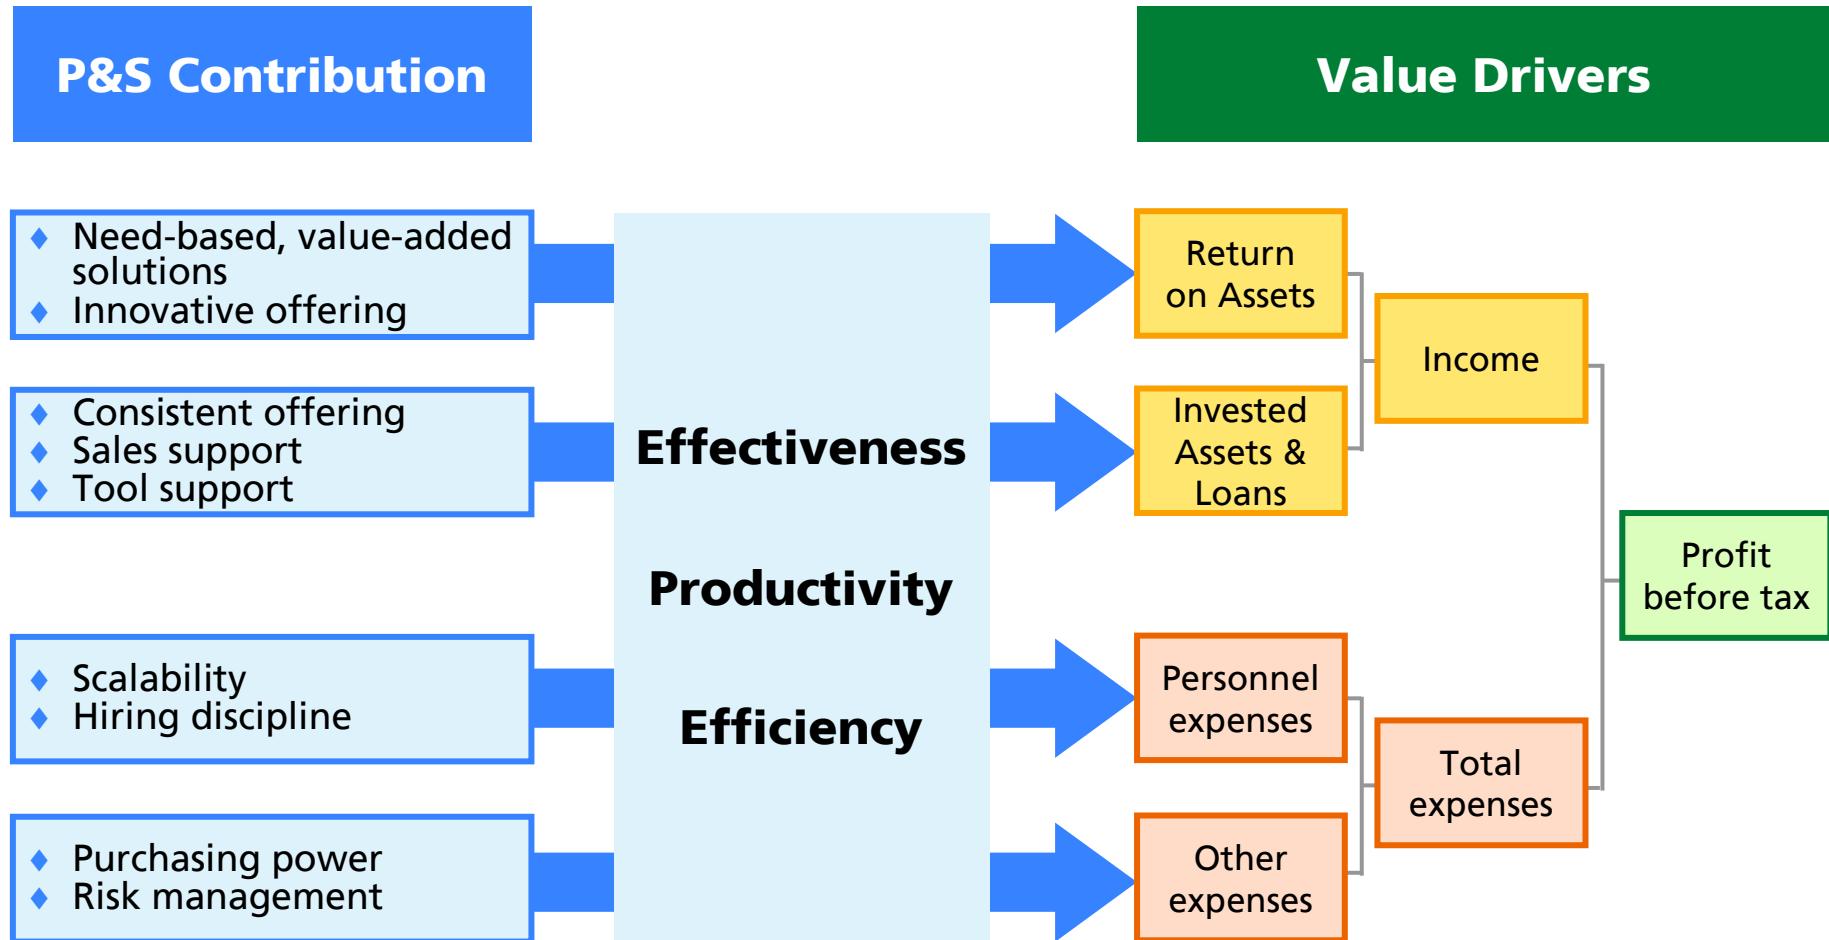 P&S Contribution
Value Drivers
♦ Need-based, value-added
solutions
♦ Innovative offering
♦ Consistent offering
♦ Sales support
♦ Tool support
♦ Scalability
♦ Hiring discipline
♦ Purchasing power
♦ Risk management
Effectiveness
Productivity
Efficiency
Return
on Assets
Invested
Assets &
Loans
Personnel
expenses
Other
expenses
Income
Total
expenses
Profit
before tax